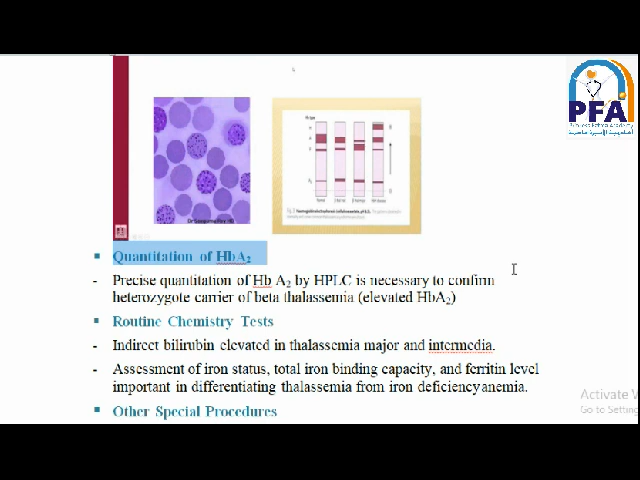 PFA
Quantitation of HbA2
- Precise quantitation of Hb A2 by HPLC is necessary to confirm
heterozygote carrier of beta thalassemia (elevated HbA2)
Routine Chemistry Tests
- Indirect bilirubin elevated in thalassemia major and intermedia.
- Assessment of iron status, total iron binding capacity, and ferritin level
important in differentiating thalassemia from iron deficiencyanemia.
Other Special Procedures
Activate
Go to Setting